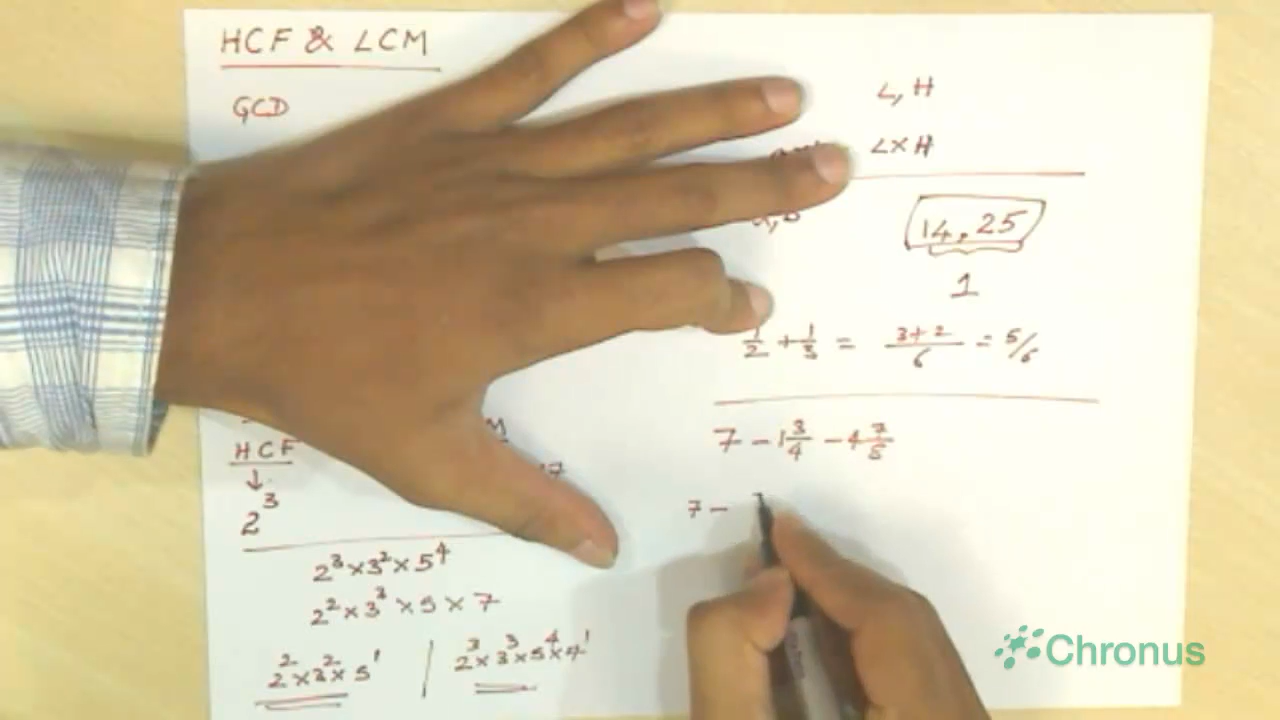 HCF & LCM
GCD
L, H
L×H
14, 25
1
1/2 + 1/3 = 3+2/6 = 5/6
7 − 1 3/4 − 4 7/8
7 −
HCF
↓
2³
2³×3²×5⁴
2²×3³×5×7
2²×3²×5¹
2³×3³×5⁴×4¹
Chronus